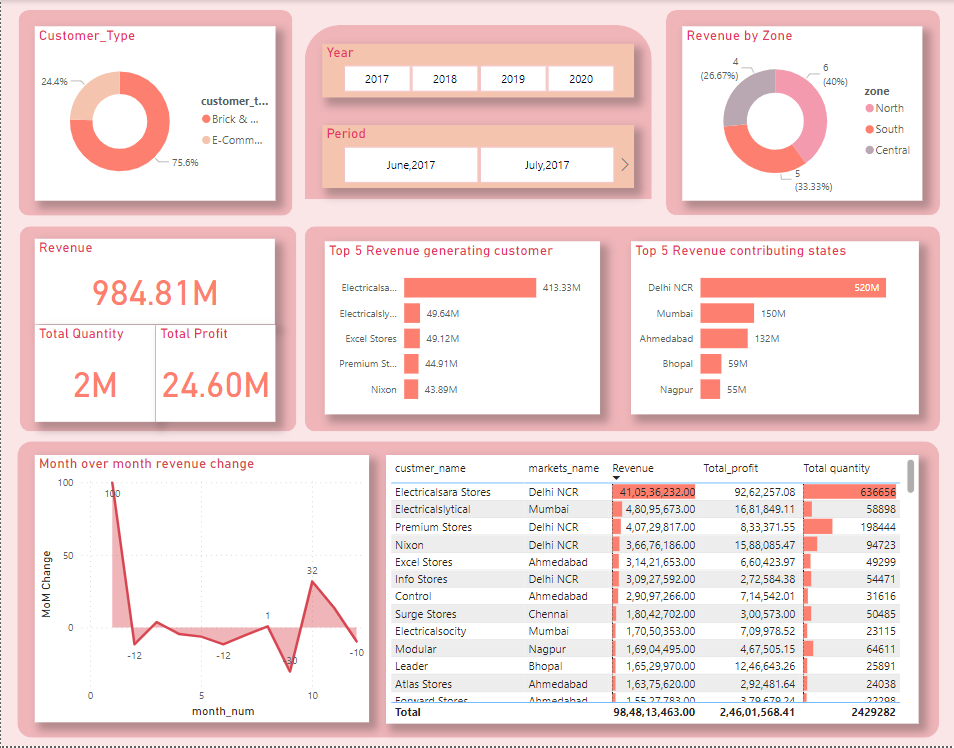 Customer_Type
24.4%
75.6%
customer_t...
Brick & ...
E-Comm...
Year
2017 2018 2019 2020
Period
June,2017 July,2017
Revenue by Zone
4
(26.67%)
6
(40%)
5
(33.33%)
zone
North
South
Central
Revenue
984.81M
Total Quantity
2M
Total Profit
24.60M
Top 5 Revenue generating customer
Electricalsa... 413.33M
Electricalsly... 49.64M
Excel Stores 49.12M
Premium St... 44.91M
Nixon 43.89M
Top 5 Revenue contributing states
Delhi NCR 520M
Mumbai 150M
Ahmedabad 132M
Bhopal 59M
Nagpur 55M
Month over month revenue change
MoM Change
100
50
0
100
-12
-12
1
-30
32
-10
0 5 10
month_num
custmer_name markets_name Revenue Total_profit Total quantity
Electricalsara Stores Delhi NCR 41,05,36,232.00 92,62,257.08 636656
Electricalslytical Mumbai 4,80,95,673.00 16,81,849.11 58898
Premium Stores Delhi NCR 4,07,29,817.00 8,33,371.55 198444
Nixon Delhi NCR 3,66,76,186.00 15,88,085.47 94723
Excel Stores Ahmedabad 3,14,21,653.00 6,60,423.97 49299
Info Stores Delhi NCR 3,09,27,592.00 2,72,584.38 54471
Control Ahmedabad 2,90,97,266.00 7,14,542.01 31616
Surge Stores Chennai 1,80,42,702.00 3,00,573.00 50485
Electricalsocity Mumbai 1,70,50,353.00 7,09,978.52 23115
Modular Nagpur 1,69,04,495.00 4,67,505.15 64611
Leader Bhopal 1,65,29,970.00 12,46,643.26 25891
Atlas Stores Ahmedabad 1,63,75,620.00 2,92,481.64 24038
Forward Stores Ahmedabad 1,55,27,783.00 3,79,679.24 22298
Total 98,48,13,463.00 2,46,01,568.41 2429282